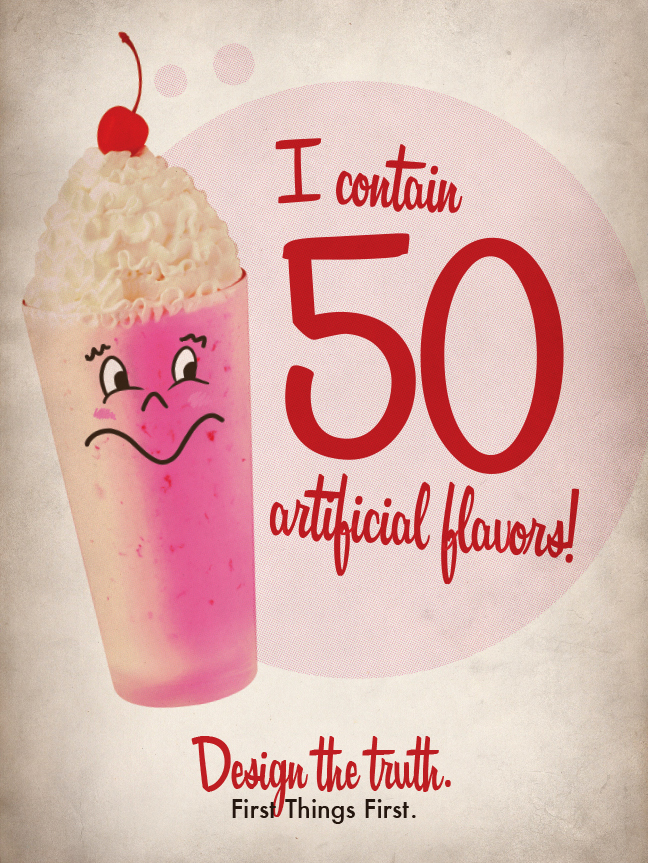 I contain
50
artificial flavors!
Design the truth.
First Things First.